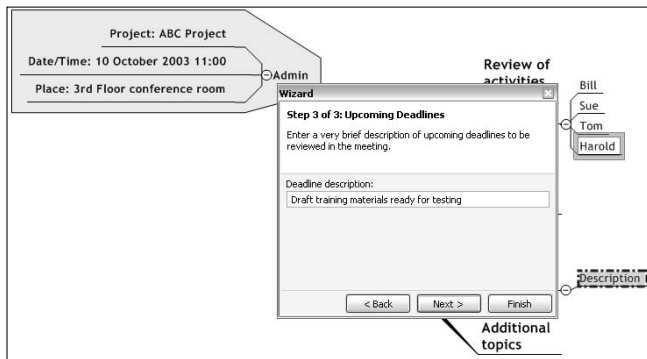 Project: ABC Project
Date/Time: 10 October 2003 11:00
Place: 3rd Floor conference room
Admin
Review of
activities
Bill
Sue
Tom
Harold
Wizard
Step 3 of 3: Upcoming Deadlines
Enter a very brief description of upcoming deadlines to be
reviewed in the meeting.
Deadline description:
Draft training materials ready for testing
< Back
Next >
Finish
Description
Additional
topics